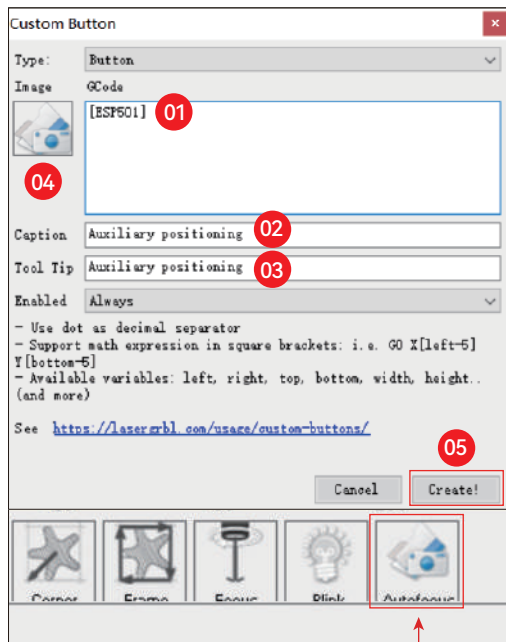 Custom Button
Type: Button
Image GCode
[ESP501] 01
04
Caption Auxiliary positioning 02
Tool Tip Auxiliary positioning 03
Enabled Always
- Use dot as decimal separator
- Support math expression in square brackets: i.e. G0 X[left-5]
Y[bottom-5]
- Available variables: left, right, top, bottom, width, height..
(and more)
See https://lasergrbl.com/usage/custom-buttons/
05
Cancel Create!
Corner Frame Focus Blink Autofocus